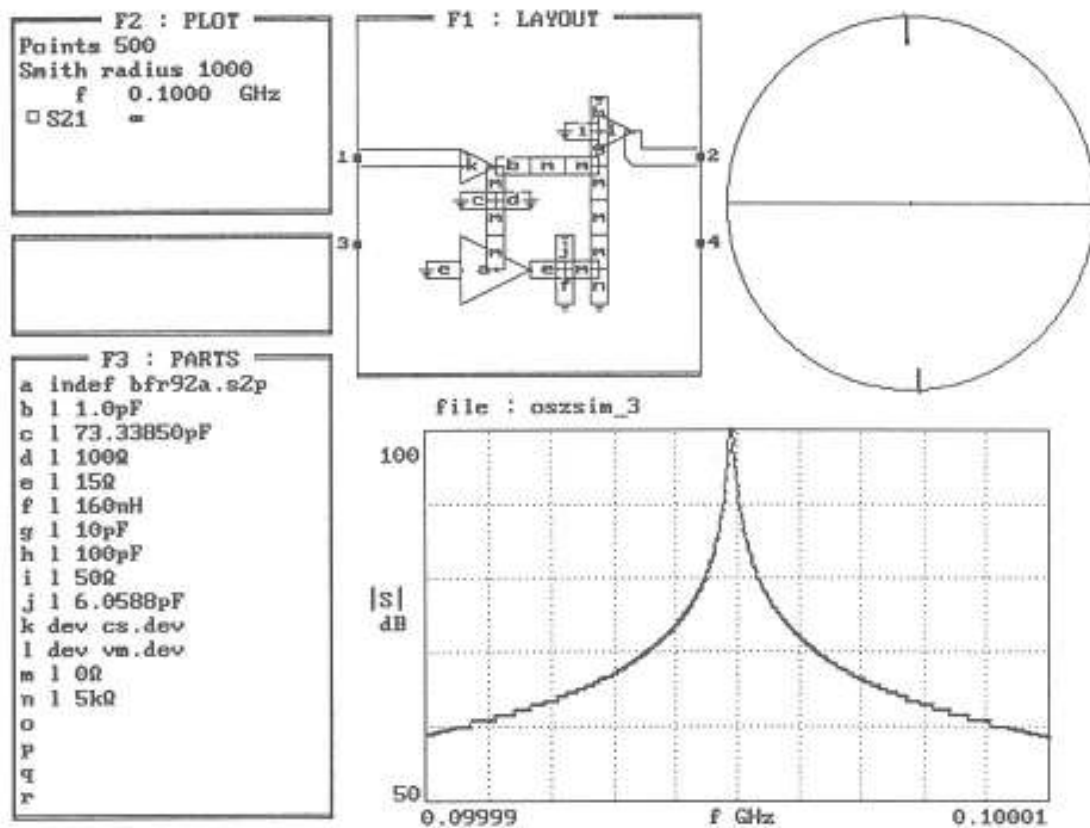 F2 : PLOT
Points 500
Smith radius 1000
f 0.1000 GHz
□ S21 ∞
F1 : LAYOUT
1
2
3
4
k b m m
m
c d
m
m
e a e m
j
f n
i l
m
m
F3 : PARTS
a indef bfr92a.s2p
b l 1.0pF
c l 73.33850pF
d l 100Ω
e l 15Ω
f l 160nH
g l 10pF
h l 100pF
i l 50Ω
j l 6.0588pF
k dev cs.dev
l dev vm.dev
m l 0Ω
n l 5kΩ
o
p
q
r
file : oszsim_3
100
|S|
dB
50
0.09999 f GHz 0.10001